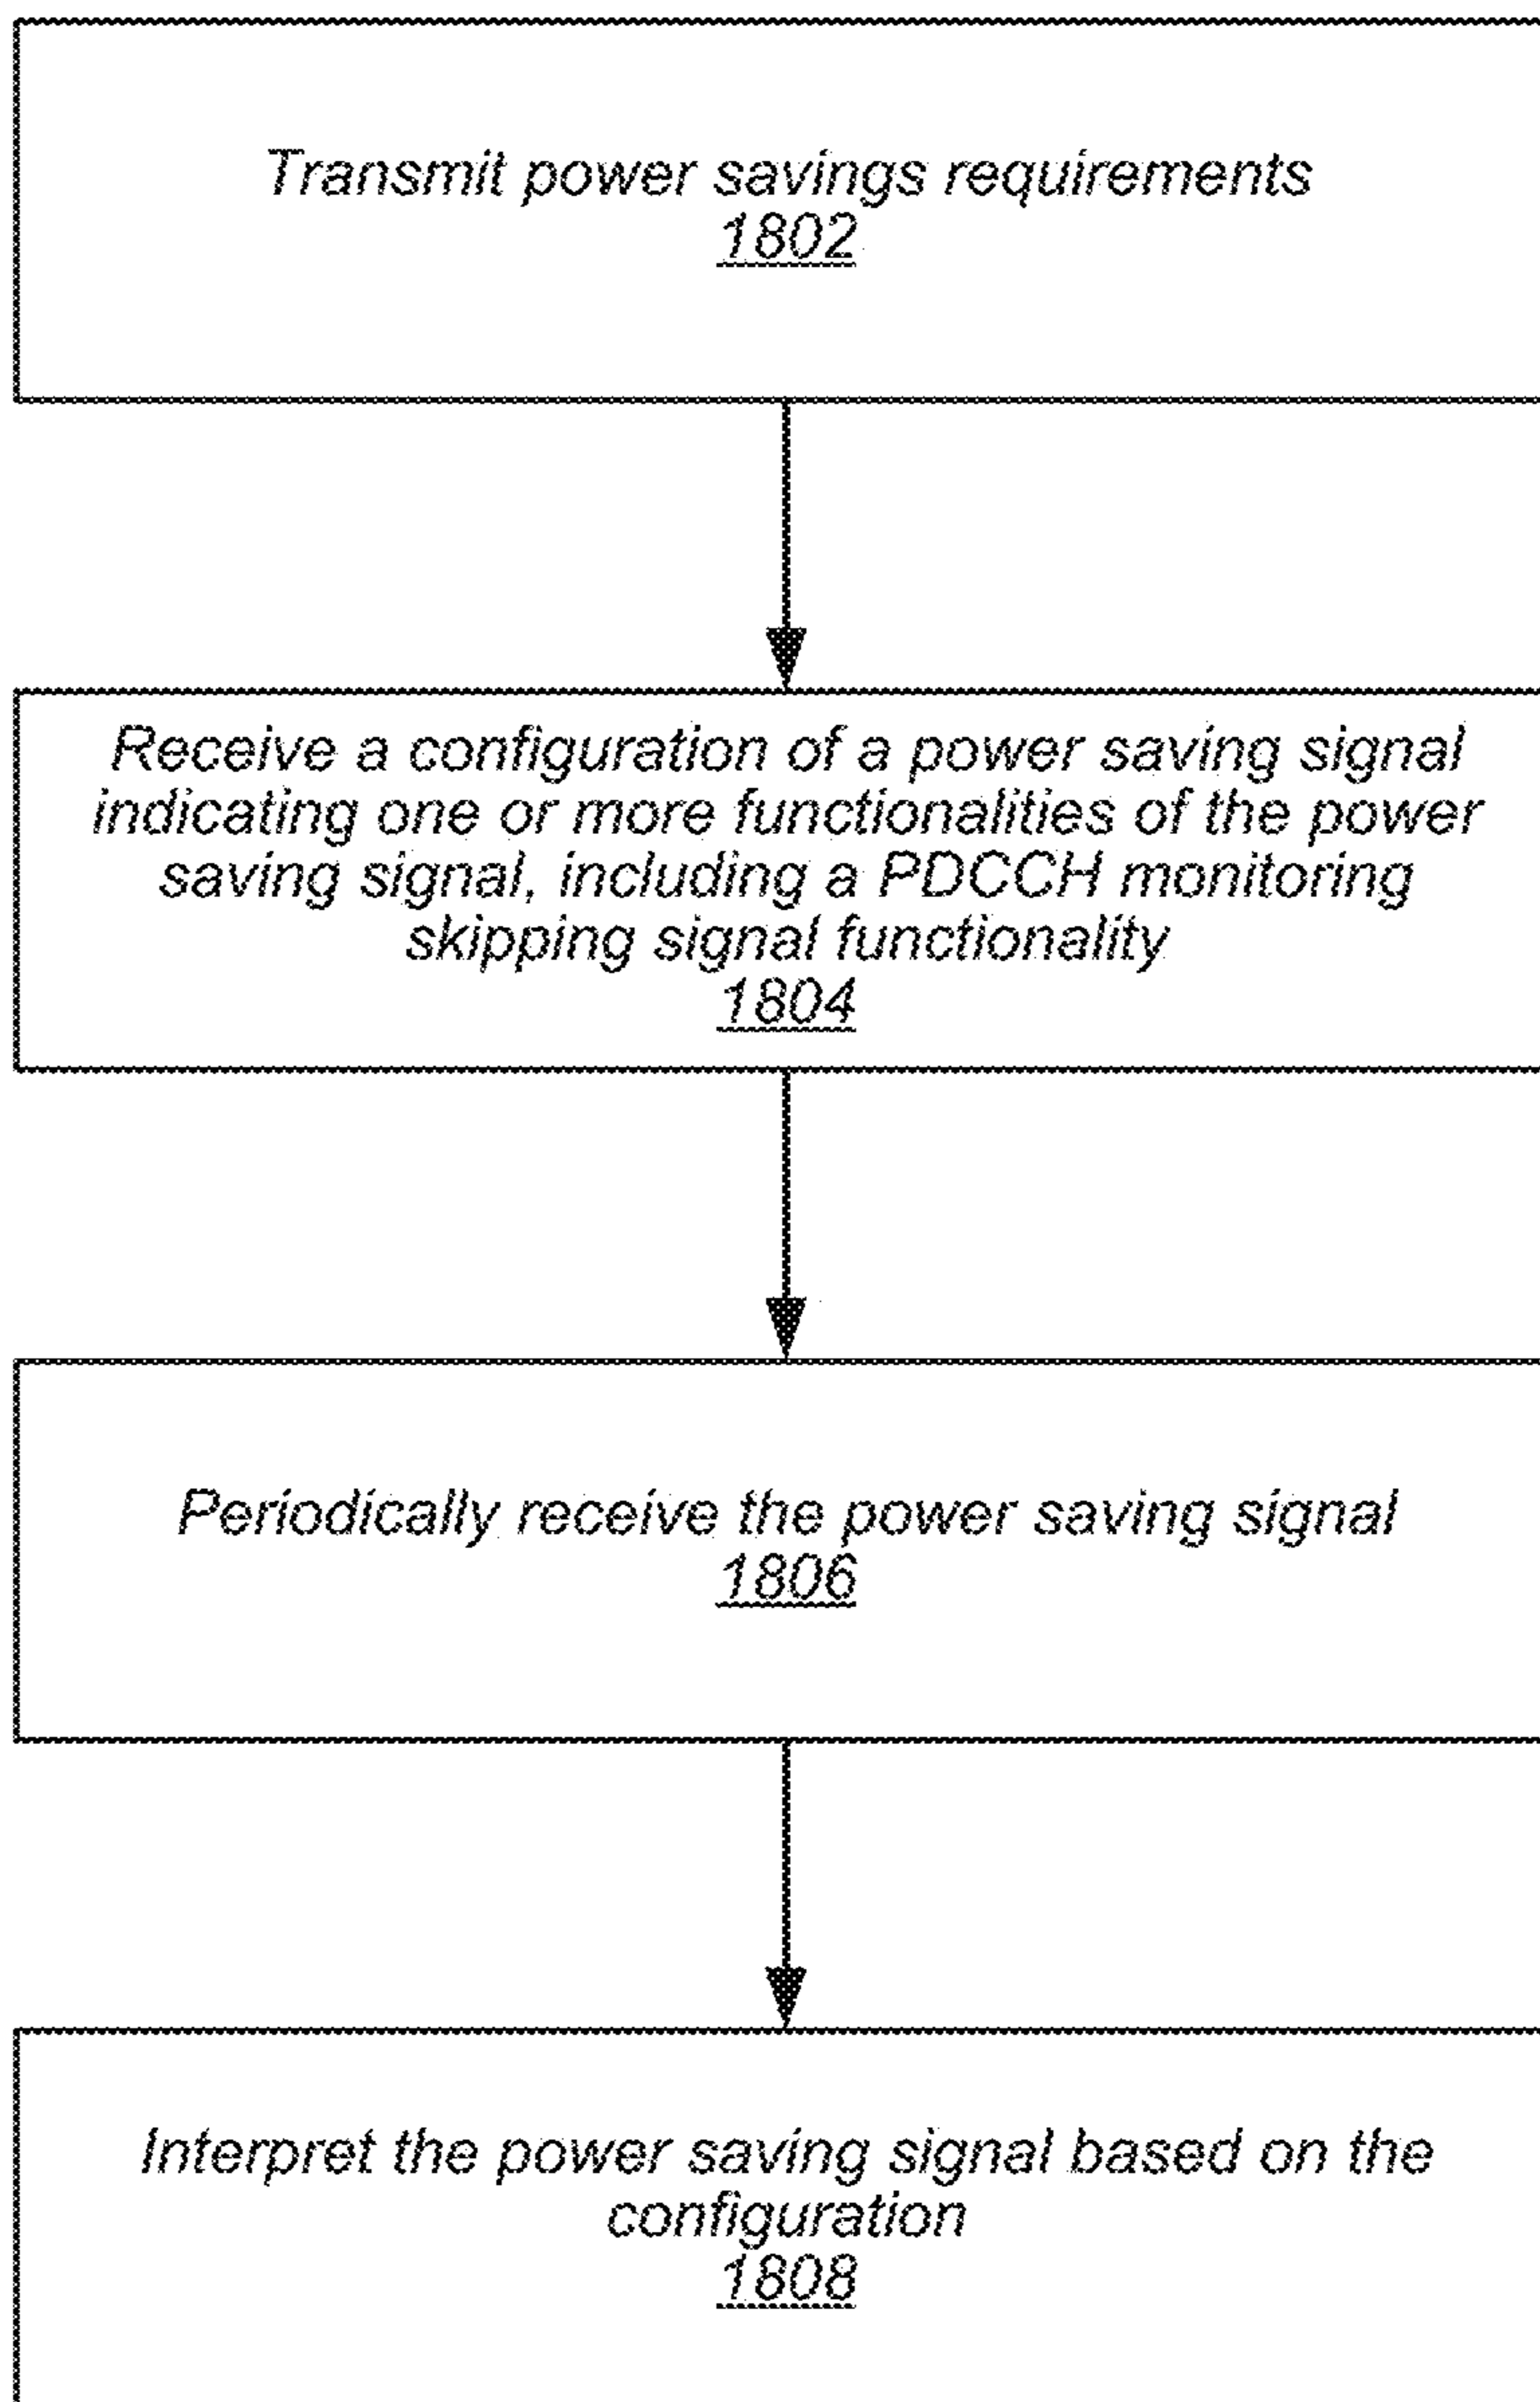 Transmit power savings requirements
1802
Receive a configuration of a power saving signal
indicating one or more functionalities of the power
saving signal, including a PDCCH monitoring
skipping signal functionality
1804
Periodically receive the power saving signal
1806
Interpret the power saving signal based on the
configuration
1808